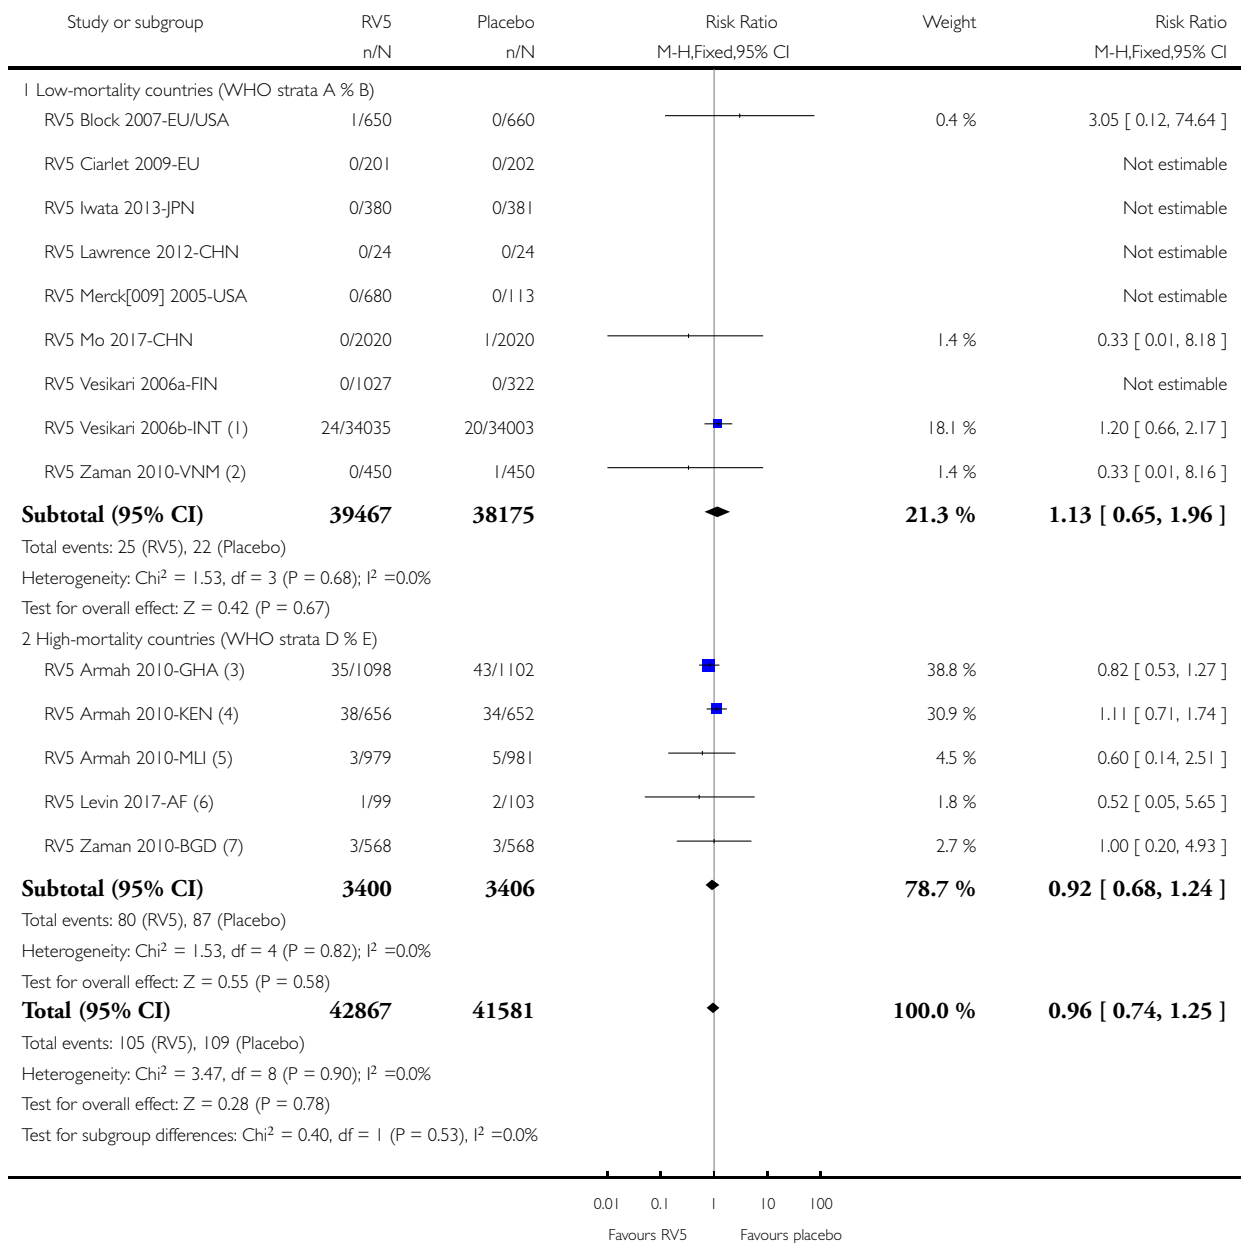 Study or subgroup RV5 Placebo Risk Ratio Weight Risk Ratio
n/N n/N M-H,Fixed,95% CI M-H,Fixed,95% CI
1 Low-mortality countries (WHO strata A % B)
RV5 Block 2007-EU/USA 1/650 0/660 0.4 % 3.05 [ 0.12, 74.64 ]
RV5 Ciarlet 2009-EU 0/201 0/202 Not estimable
RV5 Iwata 2013-JPN 0/380 0/381 Not estimable
RV5 Lawrence 2012-CHN 0/24 0/24 Not estimable
RV5 Merck[009] 2005-USA 0/680 0/113 Not estimable
RV5 Mo 2017-CHN 0/2020 1/2020 1.4 % 0.33 [ 0.01, 8.18 ]
RV5 Vesikari 2006a-FIN 0/1027 0/322 Not estimable
RV5 Vesikari 2006b-INT (1) 24/34035 20/34003 18.1 % 1.20 [ 0.66, 2.17 ]
RV5 Zaman 2010-VNM (2) 0/450 1/450 1.4 % 0.33 [ 0.01, 8.16 ]
Subtotal (95% CI) 39467 38175 21.3 % 1.13 [ 0.65, 1.96 ]
Total events: 25 (RV5), 22 (Placebo)
Heterogeneity: Chi² = 1.53, df = 3 (P = 0.68); I² =0.0%
Test for overall effect: Z = 0.42 (P = 0.67)
2 High-mortality countries (WHO strata D % E)
RV5 Armah 2010-GHA (3) 35/1098 43/1102 38.8 % 0.82 [ 0.53, 1.27 ]
RV5 Armah 2010-KEN (4) 38/656 34/652 30.9 % 1.11 [ 0.71, 1.74 ]
RV5 Armah 2010-MLI (5) 3/979 5/981 4.5 % 0.60 [ 0.14, 2.51 ]
RV5 Levin 2017-AF (6) 1/99 2/103 1.8 % 0.52 [ 0.05, 5.65 ]
RV5 Zaman 2010-BGD (7) 3/568 3/568 2.7 % 1.00 [ 0.20, 4.93 ]
Subtotal (95% CI) 3400 3406 78.7 % 0.92 [ 0.68, 1.24 ]
Total events: 80 (RV5), 87 (Placebo)
Heterogeneity: Chi² = 1.53, df = 4 (P = 0.82); I² =0.0%
Test for overall effect: Z = 0.55 (P = 0.58)
Total (95% CI) 42867 41581 100.0 % 0.96 [ 0.74, 1.25 ]
Total events: 105 (RV5), 109 (Placebo)
Heterogeneity: Chi² = 3.47, df = 8 (P = 0.90); I² =0.0%
Test for overall effect: Z = 0.28 (P = 0.78)
Test for subgroup differences: Chi² = 0.40, df = 1 (P = 0.53), I² =0.0%
0.01 0.1 1 10 100
Favours RV5 Favours placebo